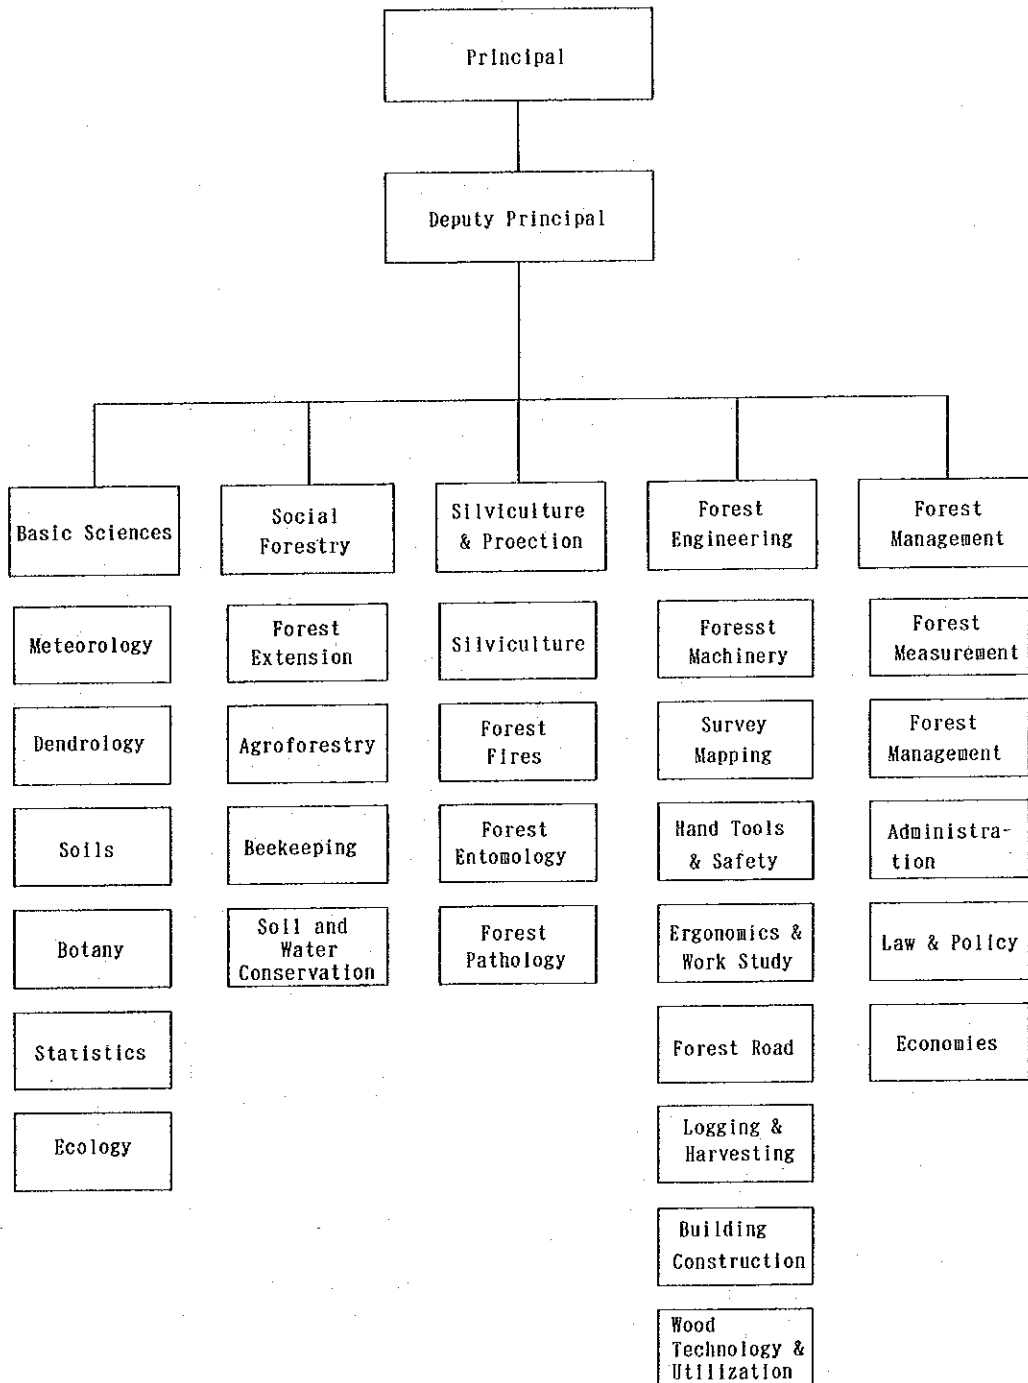 Principal
Deputy Principal
Basic Sciences
Social
Forestry
Silviculture
& Proection
Forest
Engineering
Forest
Management
Meteorology
Dendrology
Soils
Botany
Statistics
Ecology
Forest
Extension
Agroforestry
Beekeeping
Soil and
Water
Conservation
Silviculture
Forest
Fires
Forest
Entomology
Forest
Pathology
Foresst
Machinery
Survey
Mapping
Hand Tools
& Safety
Ergonomics &
Work Study
Forest Road
Logging &
Harvesting
Building
Construction
Wood
Technology &
Utilization
Forest
Measurement
Forest
Management
Administra-
tion
Law & Policy
Economies